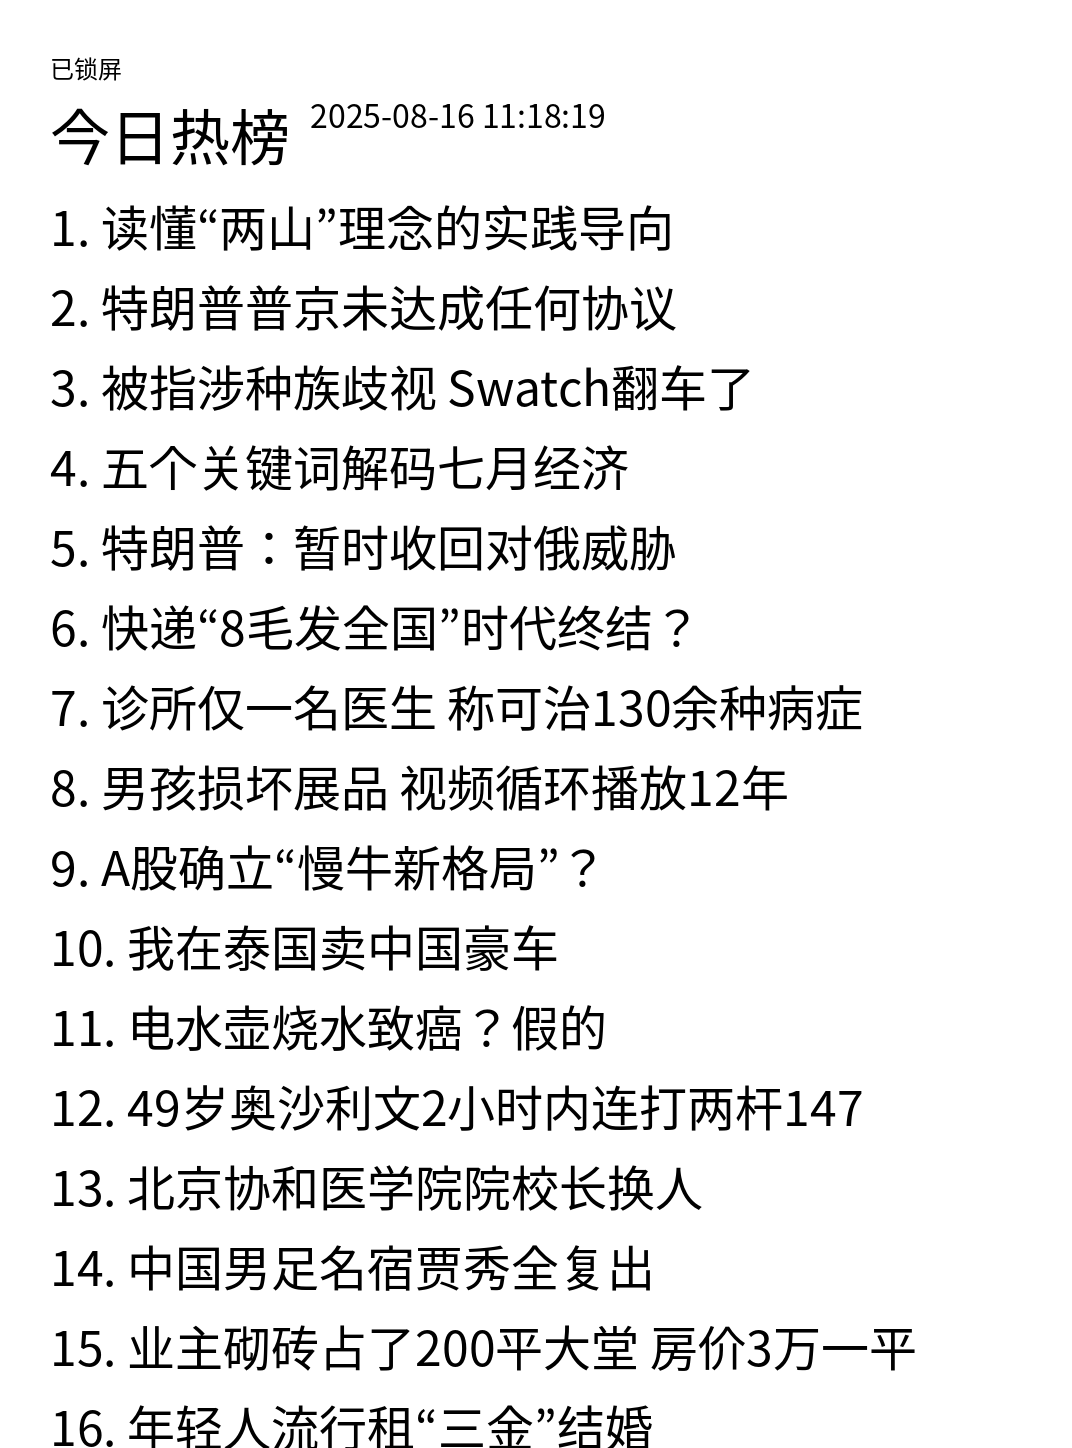 已锁屏
今日热榜 2025-08-16 11:18:19
1. 读懂“两山”理念的实践导向
2. 特朗普普京未达成任何协议
3. 被指涉种族歧视 Swatch翻车了
4. 五个关键词解码七月经济
5. 特朗普：暂时收回对俄威胁
6. 快递“8毛发全国”时代终结？
7. 诊所仅一名医生 称可治130余种病症
8. 男孩损坏展品 视频循环播放12年
9. A股确立“慢牛新格局”？
10. 我在泰国卖中国豪车
11. 电水壶烧水致癌？假的
12. 49岁奥沙利文2小时内连打两杆147
13. 北京协和医学院院校长换人
14. 中国男足名宿贾秀全复出
15. 业主砌砖占了200平大堂 房价3万一平
16. 年轻人流行租“三金”结婚